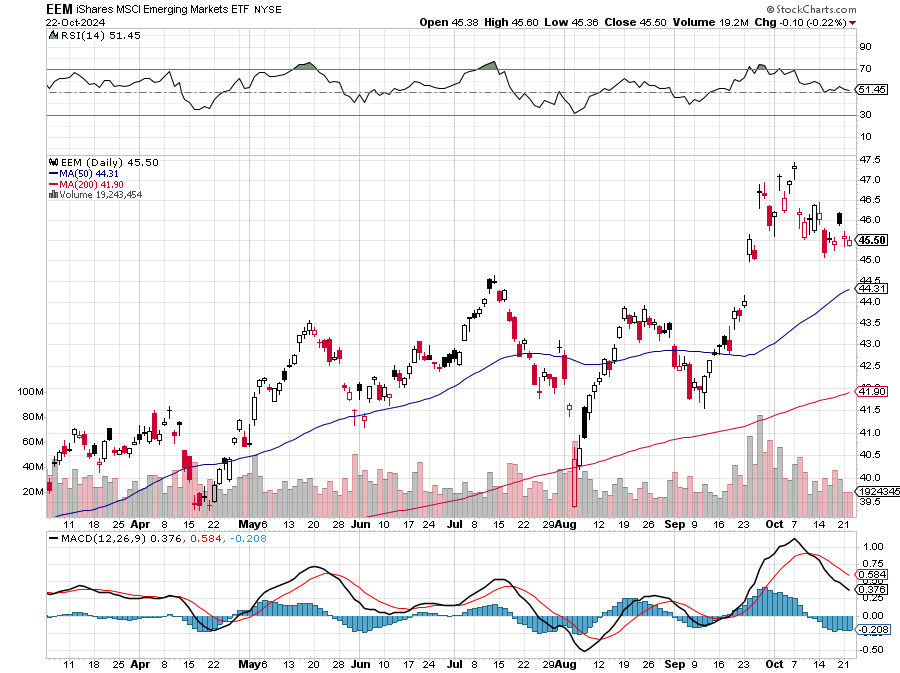 EEM iShares MSCI Emerging Markets ETF NYSE
© StockCharts.com
22-Oct-2024
Open 45.38 High 45.60 Low 45.36 Close 45.50 Volume 19.2M Chg -0.10 (-0.22%)
RSI(14) 51.45
90
70
51.45
30
10
EEM (Daily) 45.50
MA(50) 44.31
MA(200) 41.90
Volume 19,243,454
47.5
47.0
46.5
46.0
45.50
45.0
44.5
44.31
44.0
43.5
43.0
42.5
42.0
41.90
41.5
41.0
40.5
40.0
39.5
1924345
100M
80M
60M
40M
20M
11 18 25 Apr 8 15 22 May 6 13 20 28 Jun 10 17 24 Jul 8 15 22 29 Aug 12 19 26 Sep 9 16 23 Oct 7 14 21
MACD(12,26,9) 0.376, 0.584, -0.208
1.00
0.75
0.584
0.376
0.25
0.00
-0.208
-0.50
11 18 25 Apr 8 15 22 May 6 13 20 28 Jun 10 17 24 Jul 8 15 22 29 Aug 12 19 26 Sep 9 16 23 Oct 7 14 21